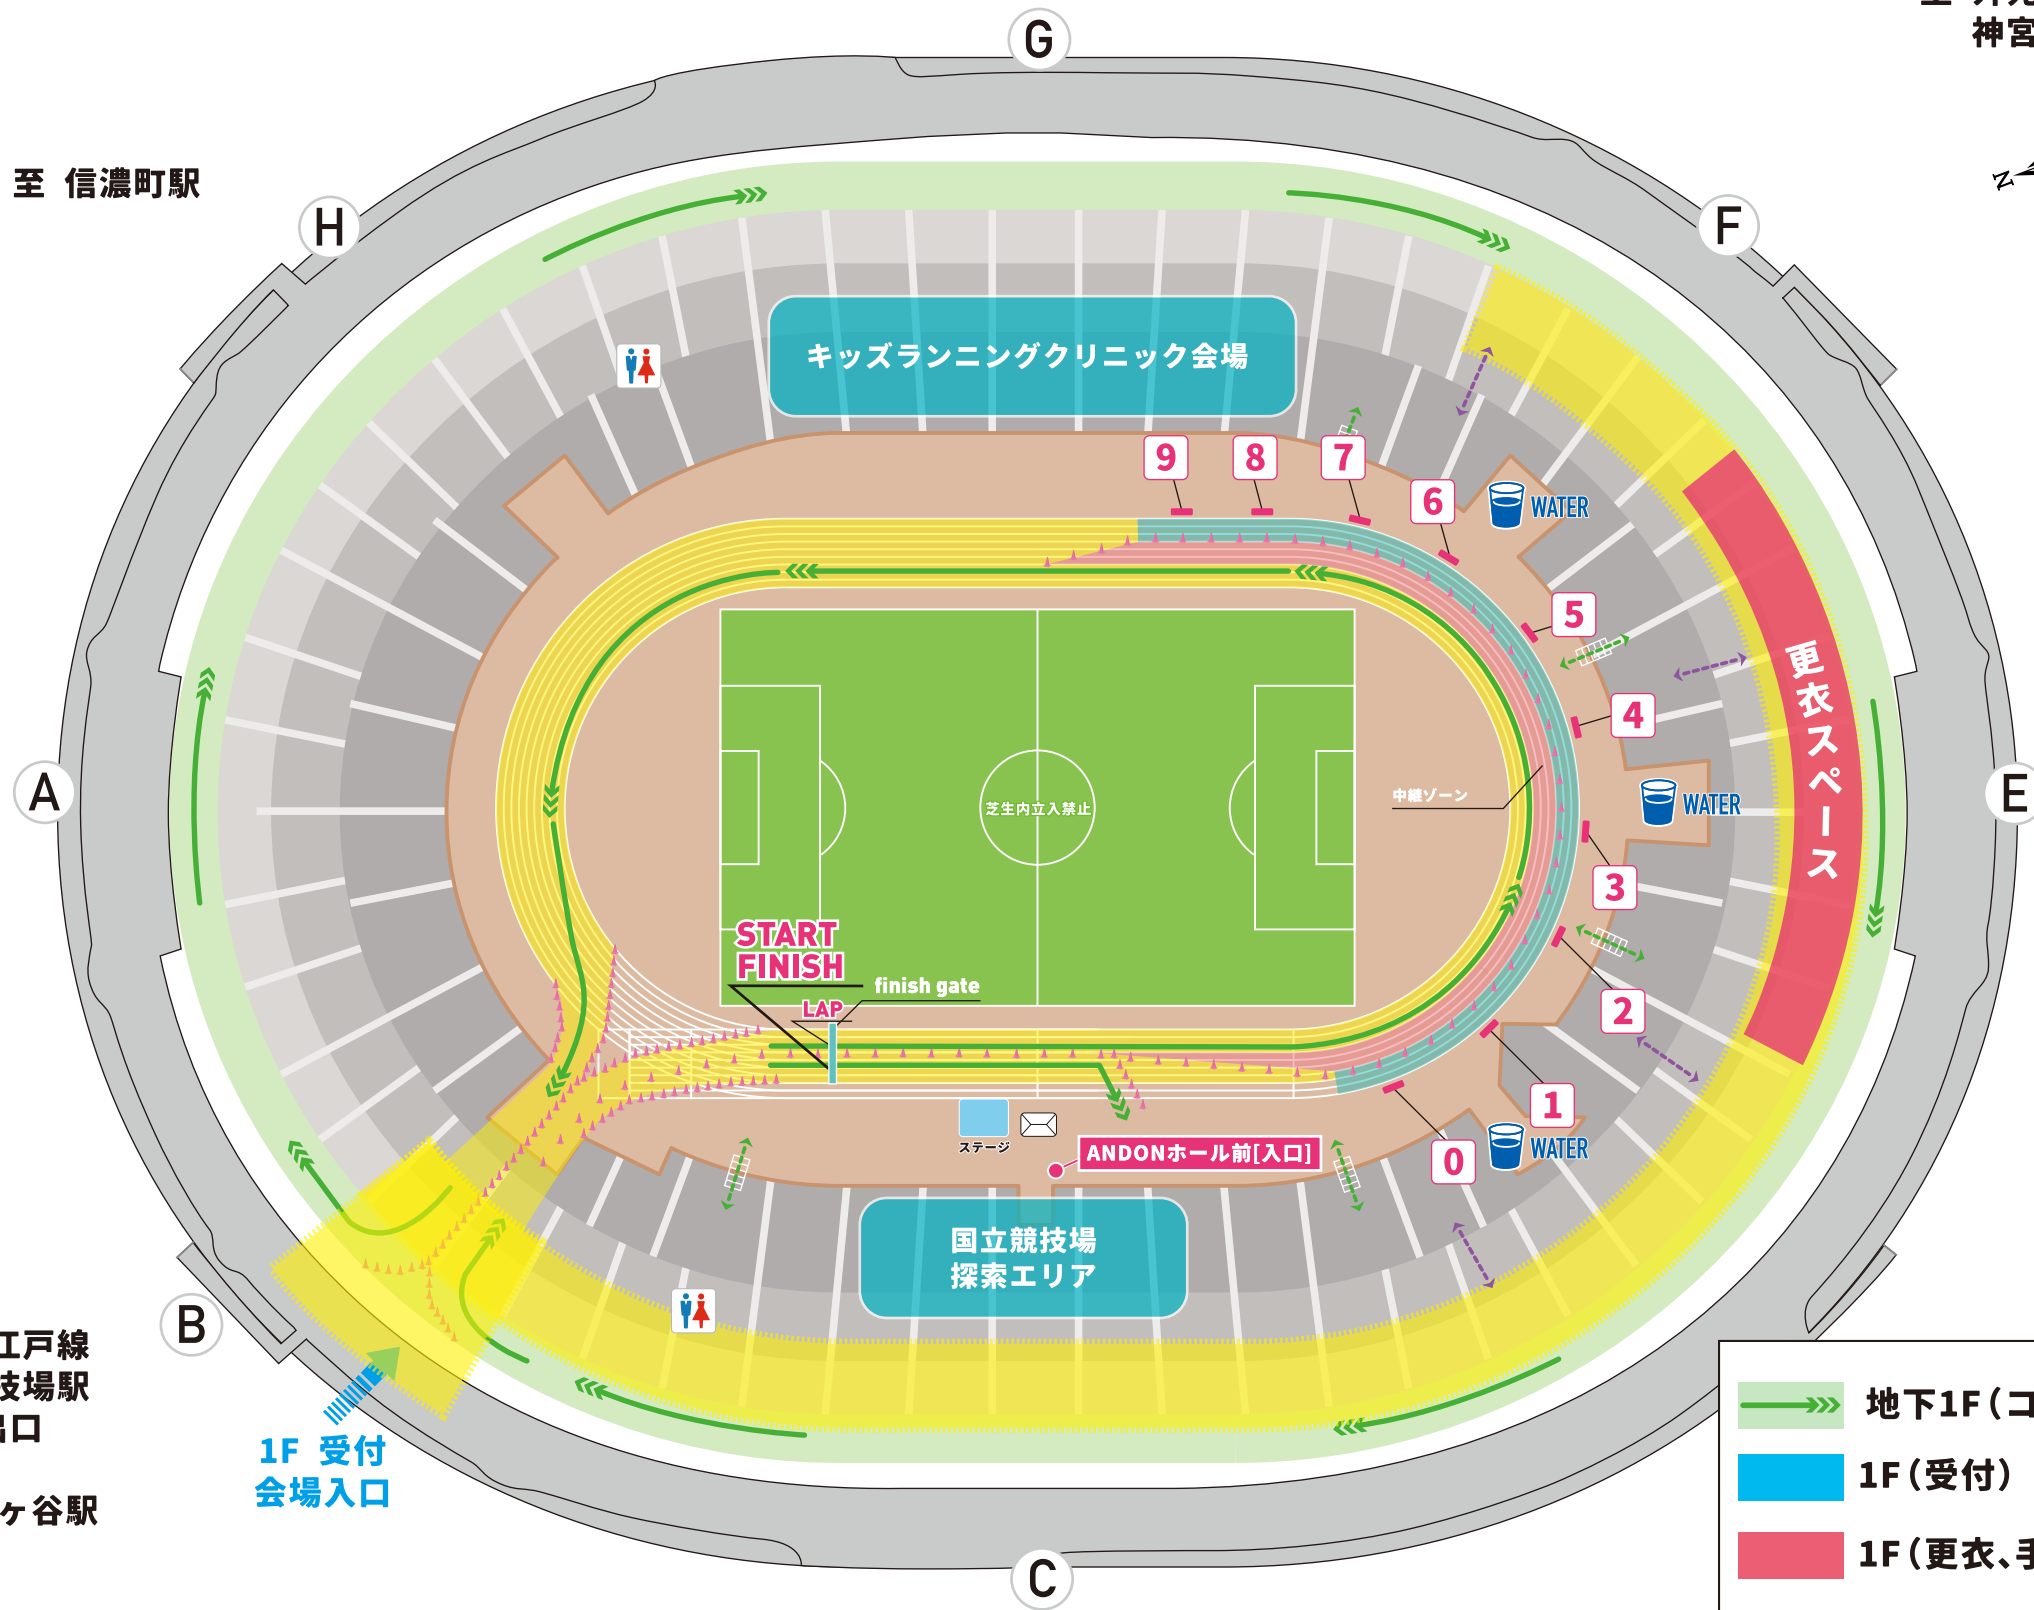 G
神宮
至 信濃町駅
H
F
N
キッズランニングクリニック会場
9
8
7
6
WATER
5
更衣スペース
4
A
E
中継ゾーン
WATER
芝生内立入禁止
3
START
FINISH
finish gate
LAP
2
1
ステージ
ANDONホール前[入口]
WATER
0
国立競技場
探索エリア
B
江戸線
技場駅
出口
1F 受付
会場入口
ヶ谷駅
C
地下1F(コ
1F(受付)
1F(更衣、手